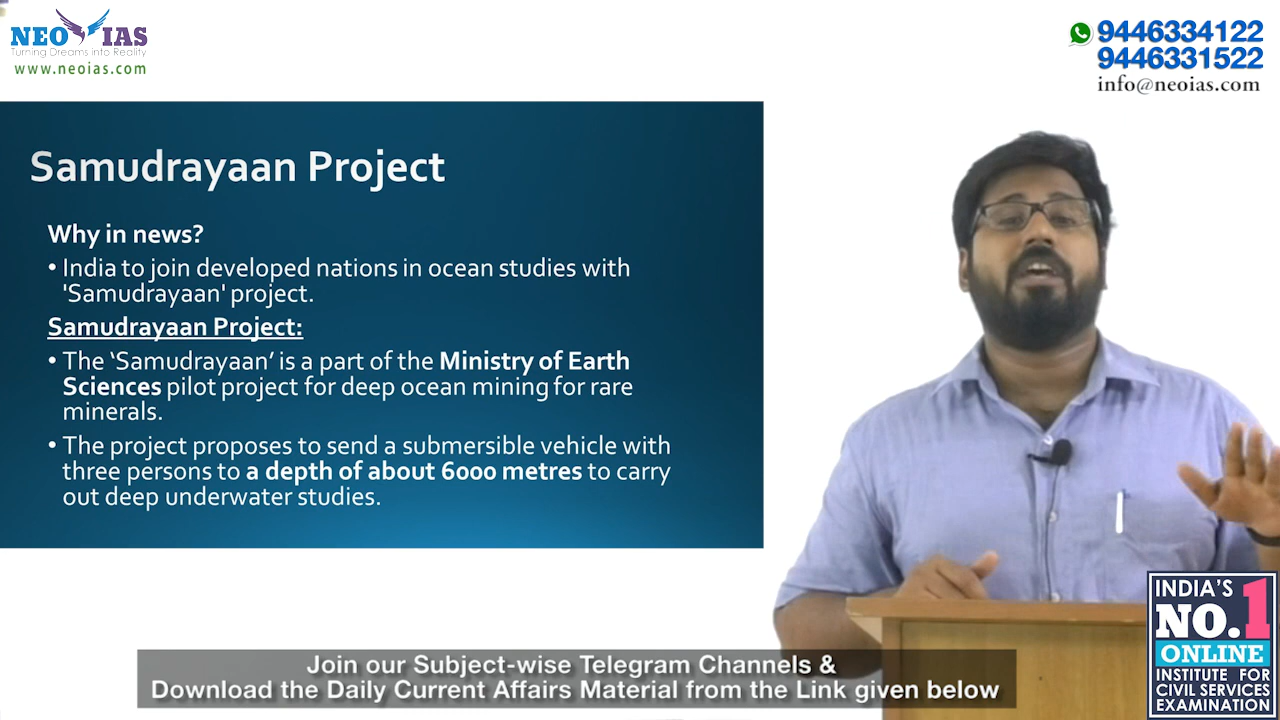 NEO IAS
Turning Dreams into Reality
www.neoias.com
9446334122
9446331522
info@neoias.com
Samudrayaan Project
Why in news?
• India to join developed nations in ocean studies with
'Samudrayaan' project.
Samudrayaan Project:
• The ‘Samudrayaan’ is a part of the Ministry of Earth
Sciences pilot project for deep ocean mining for rare
minerals.
• The project proposes to send a submersible vehicle with
three persons to a depth of about 6000 metres to carry
out deep underwater studies.
INDIA'S
NO.1
ONLINE
INSTITUTE FOR
CIVIL SERVICES
EXAMINATION
Join our Subject-wise Telegram Channels &
Download the Daily Current Affairs Material from the Link given below